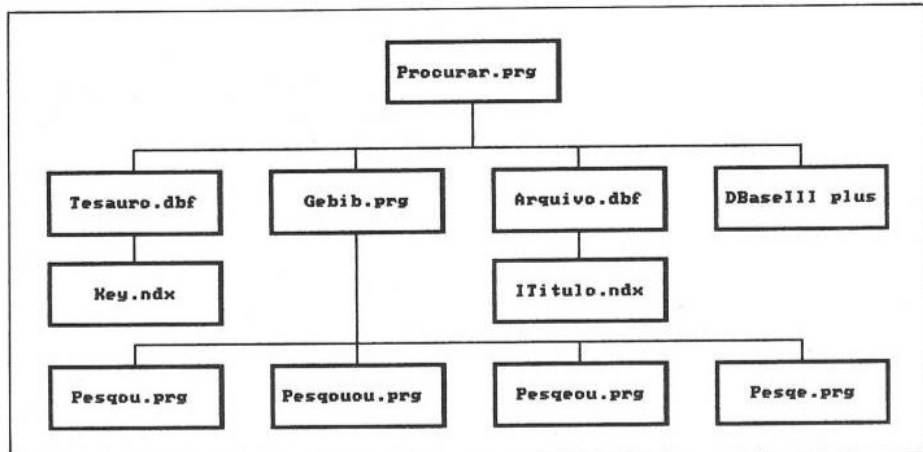 Procurar.prg
Tesauro.dbf
Gebib.prg
Arquivo.dbf
DBaseIII plus
Key.ndx
ITitulo.ndx
Pesqou.prg
Pesqouou.prg
Pesqeou.prg
Pesqe.prg